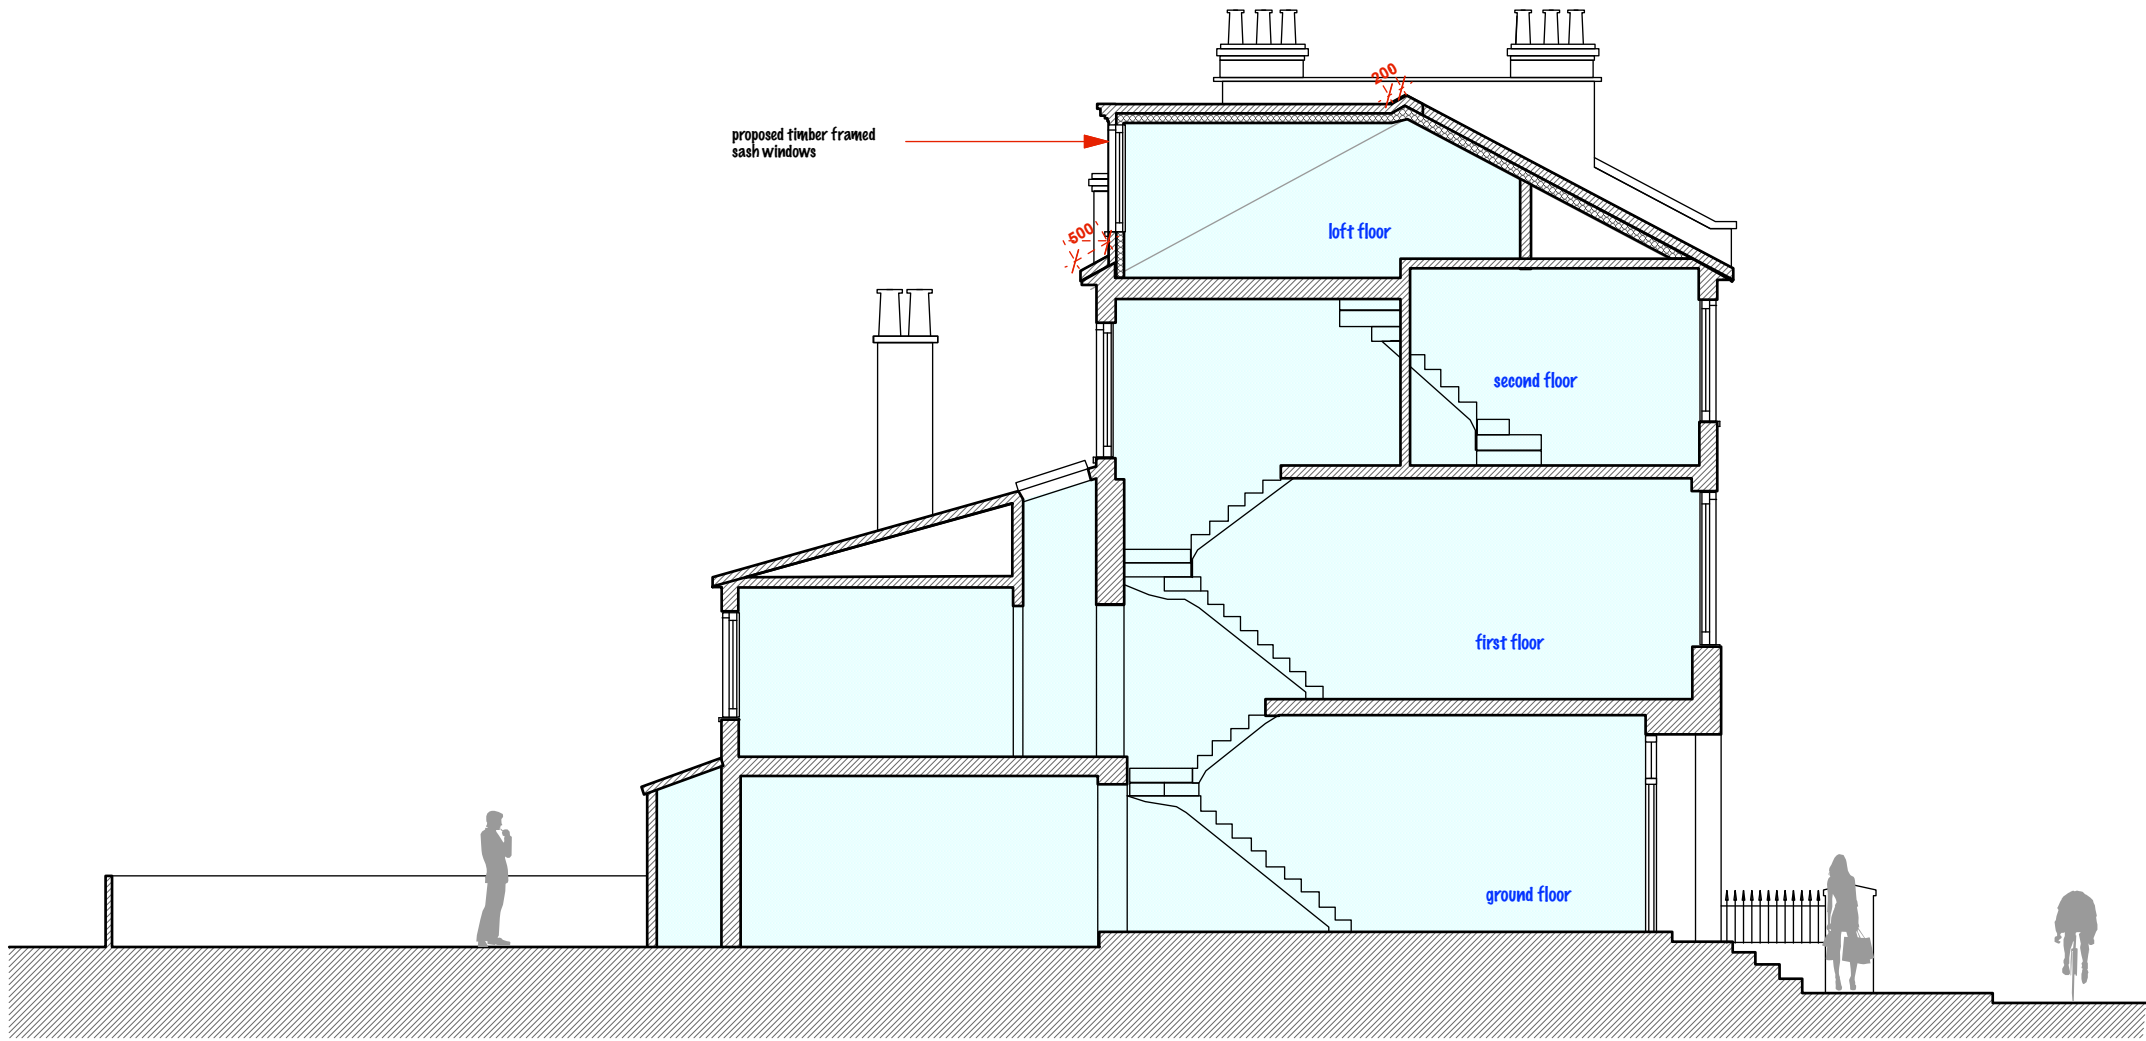 200
proposed timber framed
sash windows
500
loft floor
second floor
first floor
ground floor